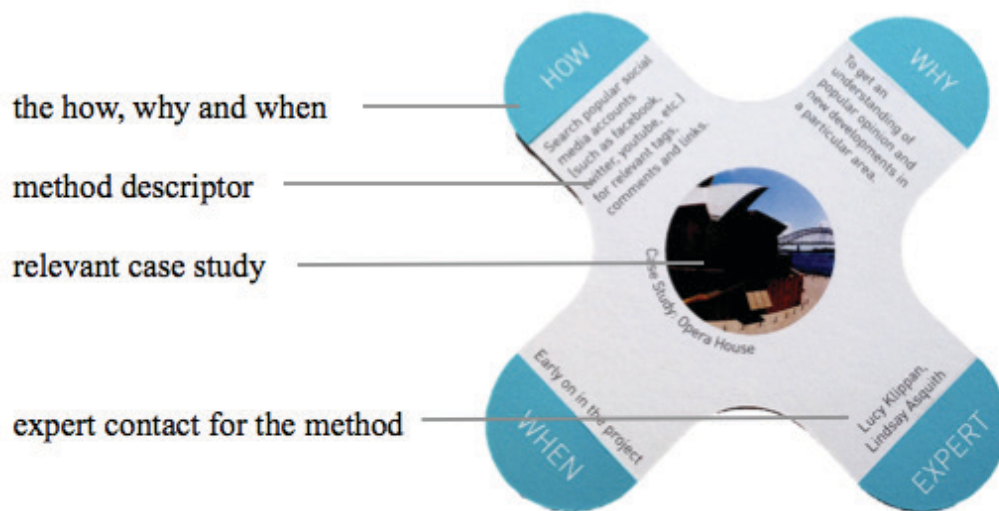 the how, why and when
method descriptor
relevant case study
expert contact for the method
HOW
Search popular social
media accounts
(such as facebook,
twitter, youtube, etc.)
for relevant tags,
comments and links.
WHY
To get an
understanding of
popular opinion and
new developments in
a particular area.
Case Study: Opera House
Early on in the project
WHEN
Lucy Klippan,
Lindsay Asquith
EXPERT